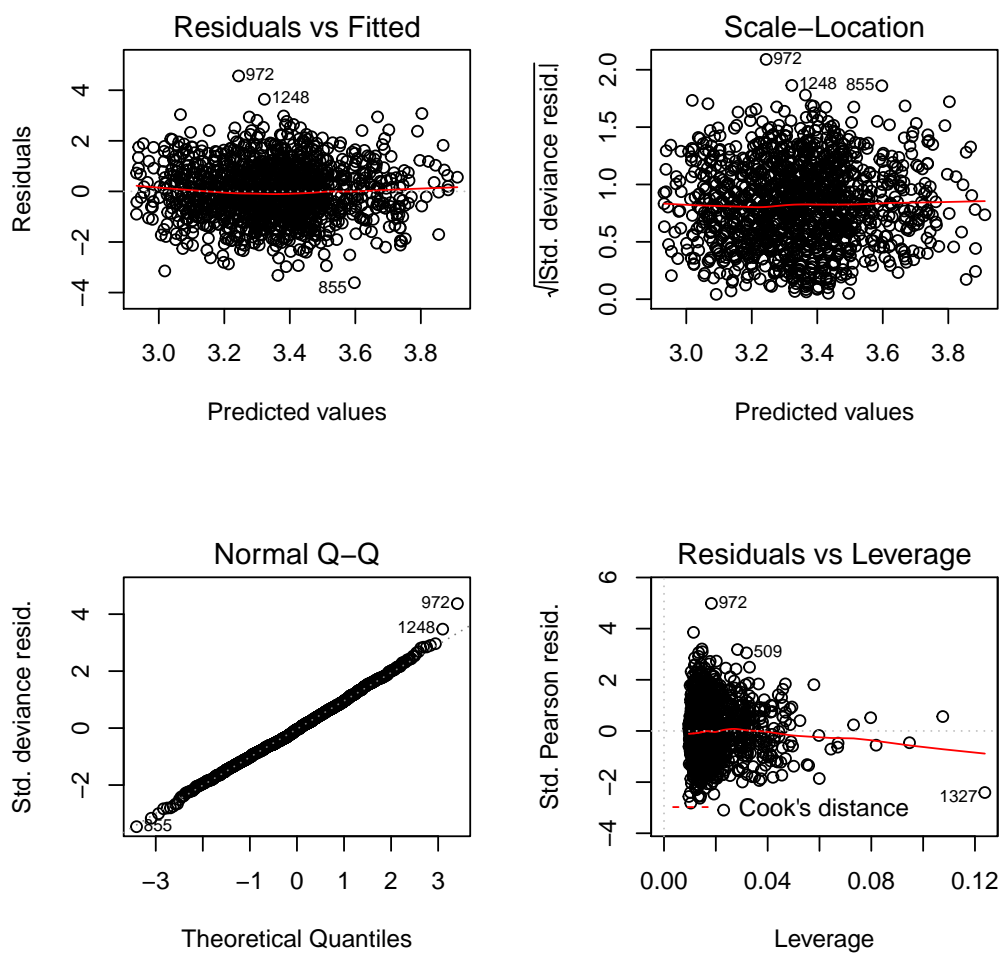 Residuals vs Fitted
Residuals
4
2
0
−2
−4
972
1248
855
3.0 3.2 3.4 3.6 3.8
Predicted values
Scale−Location
√|Std. deviance resid.|
2.0
1.5
1.0
0.5
0.0
972
1248 855
3.0 3.2 3.4 3.6 3.8
Predicted values
Normal Q−Q
Std. deviance resid.
4
2
0
−2
972
1248
855
−3 −1 0 1 2 3
Theoretical Quantiles
Residuals vs Leverage
Std. Pearson resid.
6
4
2
0
−2
−4
972
509
1327
Cook's distance
0.00 0.04 0.08 0.12
Leverage